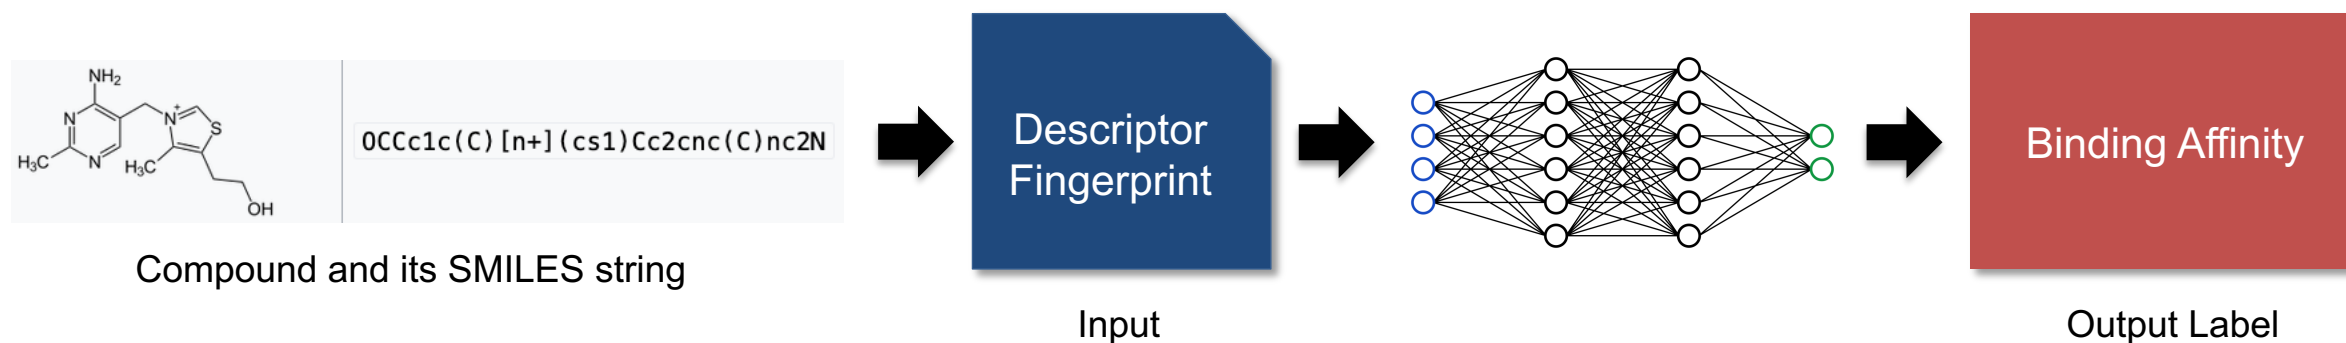 NH₂
N
N
H₃C
N
+
S
H₃C
OH
OCCc1c(C)[n+](cs1)Cc2cnc(C)nc2N
Compound and its SMILES string
Descriptor
Fingerprint
Input
Binding Affinity
Output Label